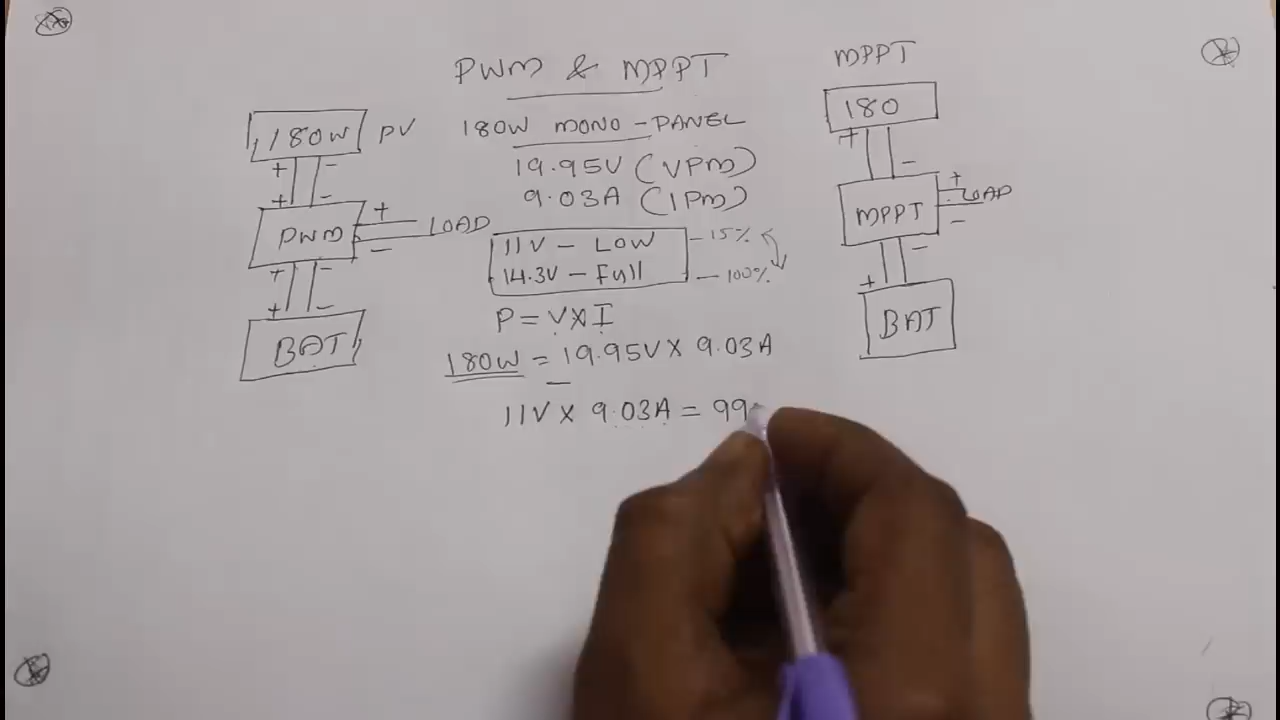 PWM & MPPT
180W MONO-PANEL
19.95V (VPM)
9.03A (IPM)
11V - LOW - 15%
14.3V - Full - 100%
P = V X I
180W = 19.95V X 9.03A
11V X 9.03A = 99
180W PV
+ -
+
PWM + LOAD -
+ -
+ -
BAT
MPPT
180
+ -
MPPT + LOAD -
-
+
BAT